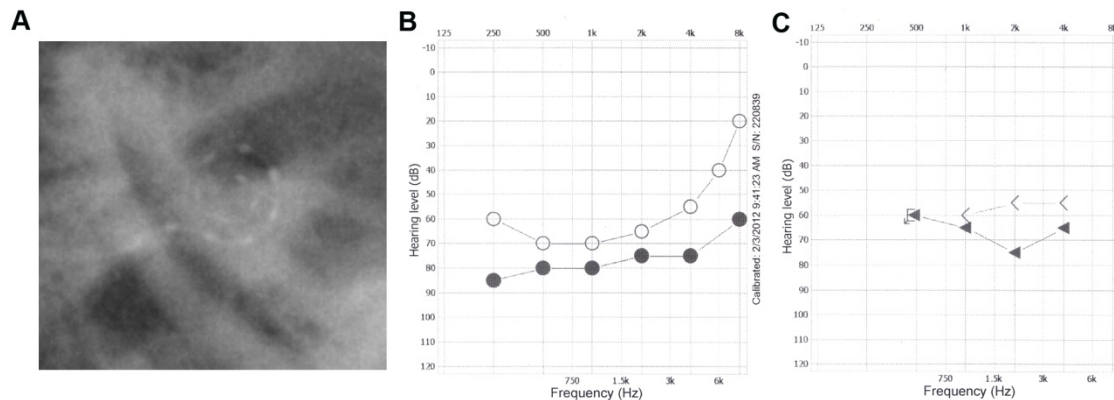 A
B
C
125 250 500 1k 2k 4k 8k
-10
0
10
20
30
40
50
60
70
80
90
100
110
120
Hearing level (dB)
750 1.5k 3k 6k
Frequency (Hz)
Calibrated: 2/3/2012 9:41:23 AM S/N: 220839
125 250 500 1k 2k 4k 8k
-10
0
10
20
30
40
50
60
70
80
90
100
110
120
Hearing level (dB)
750 1.5k 3k 6k
Frequency (Hz)